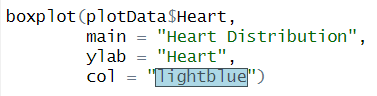 boxplot(plotData$Heart,
        main = "Heart Distribution",
        ylab = "Heart",
        col = "lightblue")